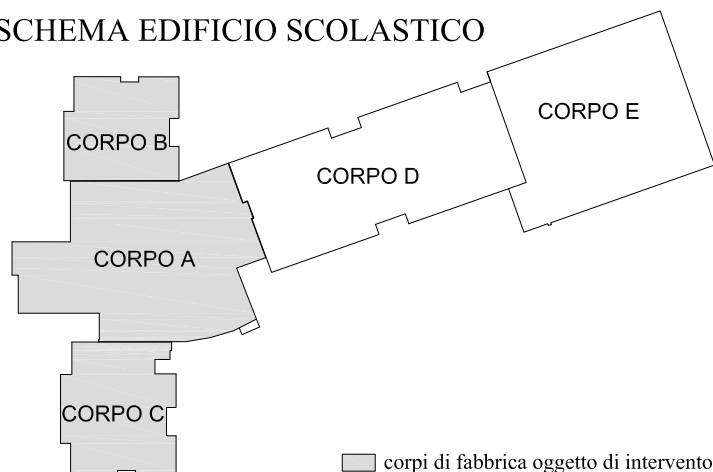 SCHEMA EDIFICIO SCOLASTICO
CORPO E
CORPO B
CORPO D
CORPO A
CORPO C
corpi di fabbrica oggetto di intervento